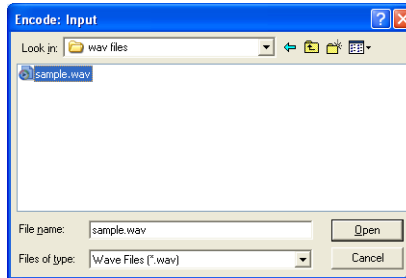 Encode: Input
Look in: wav files
sample.wav
File name: sample.wav Open
Files of type: Wave Files (*.wav) Cancel